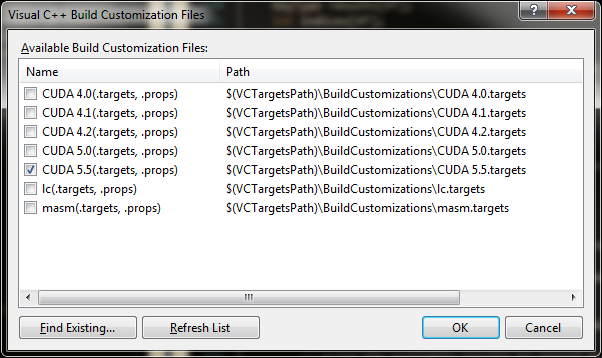 Visual C++ Build Customization Files
Available Build Customization Files:
Name Path
CUDA 4.0(.targets, .props) $(VCTargetsPath)\BuildCustomizations\CUDA 4.0.targets
CUDA 4.1(.targets, .props) $(VCTargetsPath)\BuildCustomizations\CUDA 4.1.targets
CUDA 4.2(.targets, .props) $(VCTargetsPath)\BuildCustomizations\CUDA 4.2.targets
CUDA 5.0(.targets, .props) $(VCTargetsPath)\BuildCustomizations\CUDA 5.0.targets
CUDA 5.5(.targets, .props) $(VCTargetsPath)\BuildCustomizations\CUDA 5.5.targets
lc(.targets, .props) $(VCTargetsPath)\BuildCustomizations\lc.targets
masm(.targets, .props) $(VCTargetsPath)\BuildCustomizations\masm.targets
Find Existing... Refresh List OK Cancel